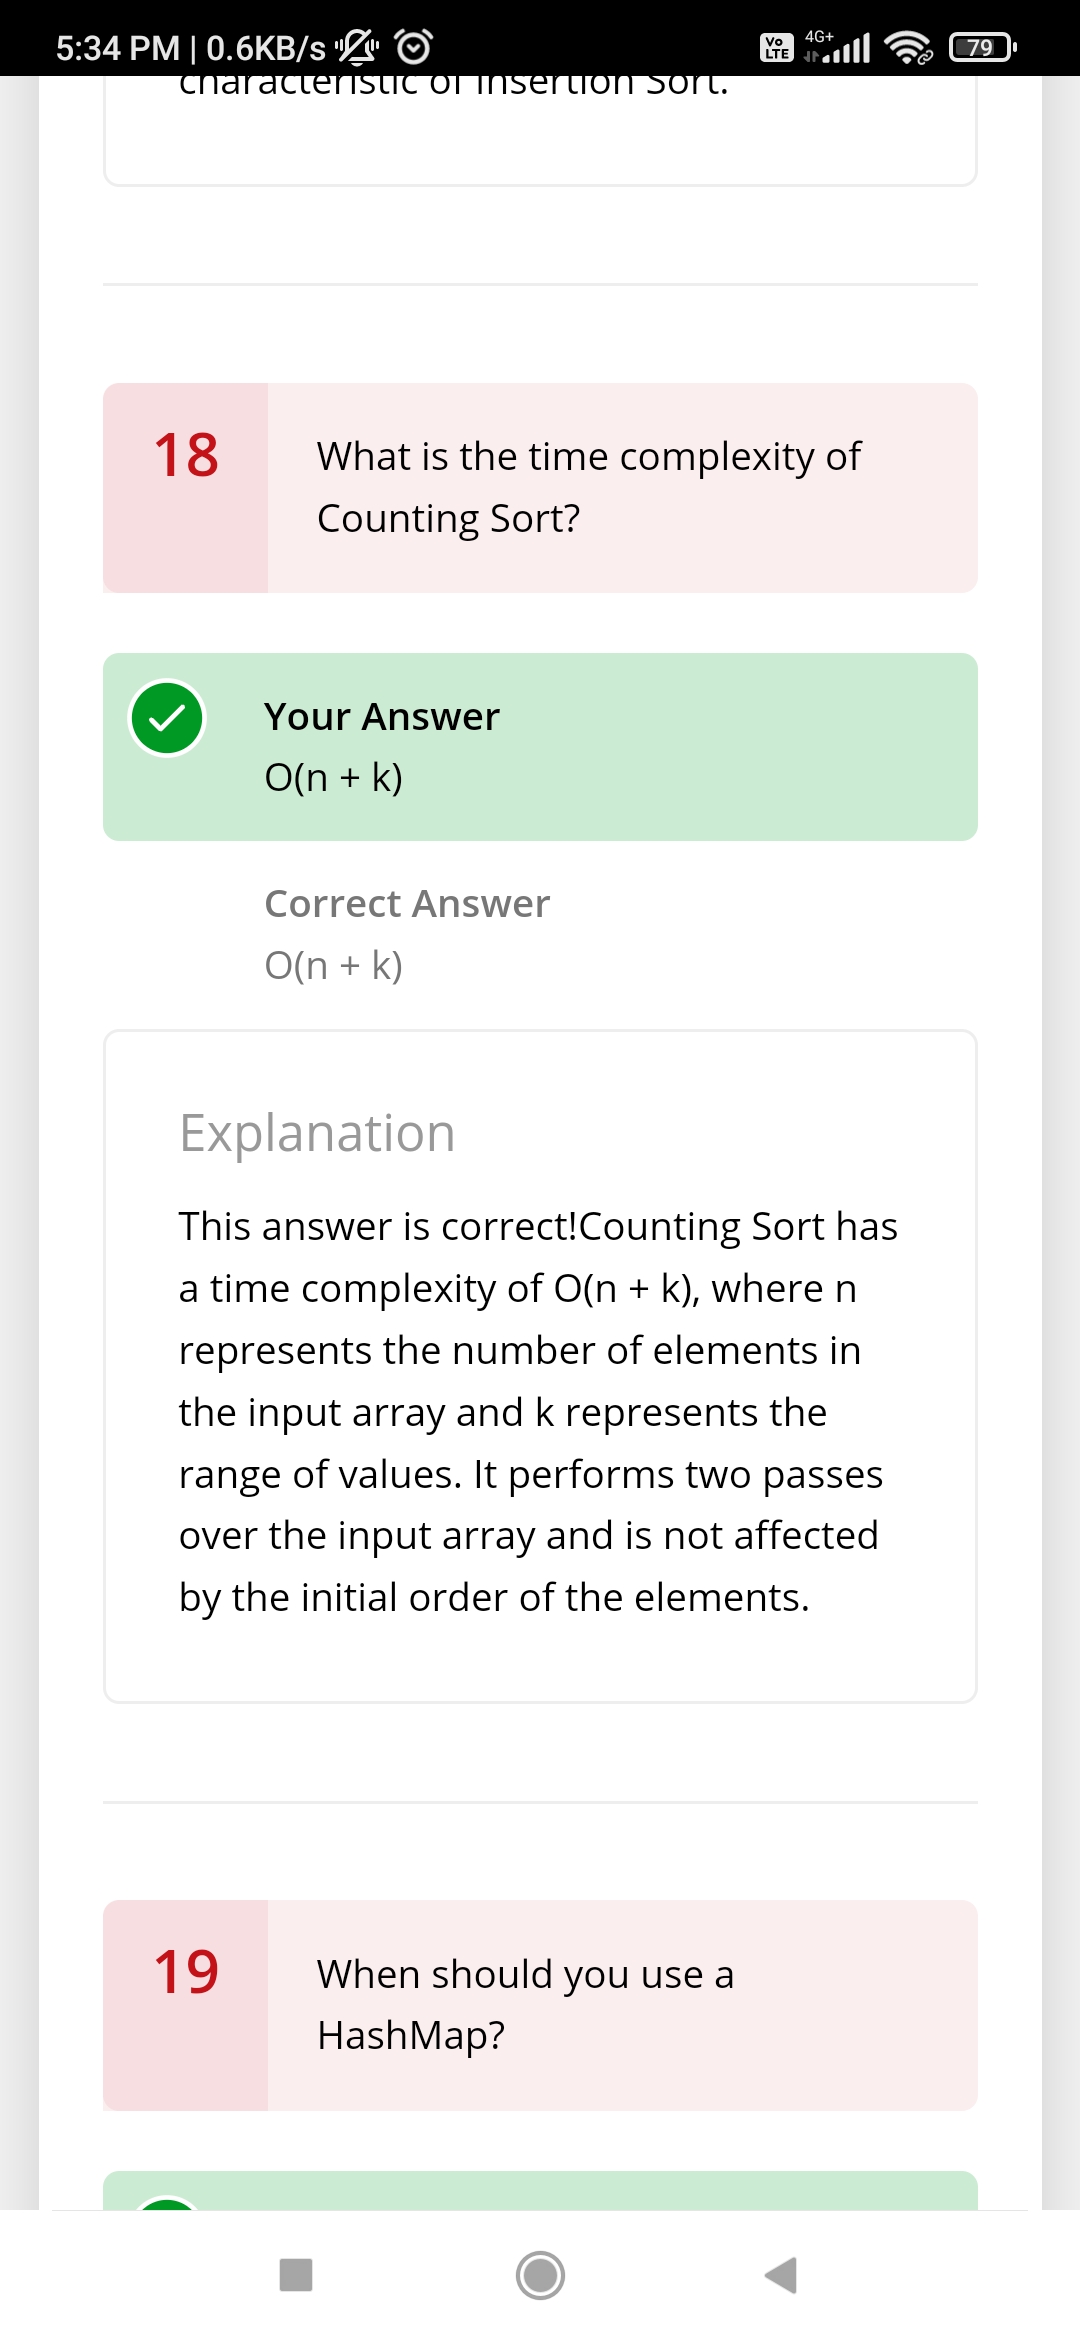 5:34 PM | 0.6KB/s Vo LTE 4G+ 79
characteristic of Insertion Sort.
18
What is the time complexity of
Counting Sort?
Your Answer
O(n + k)
Correct Answer
O(n + k)
Explanation
This answer is correct!Counting Sort has
a time complexity of O(n + k), where n
represents the number of elements in
the input array and k represents the
range of values. It performs two passes
over the input array and is not affected
by the initial order of the elements.
19
When should you use a
HashMap?